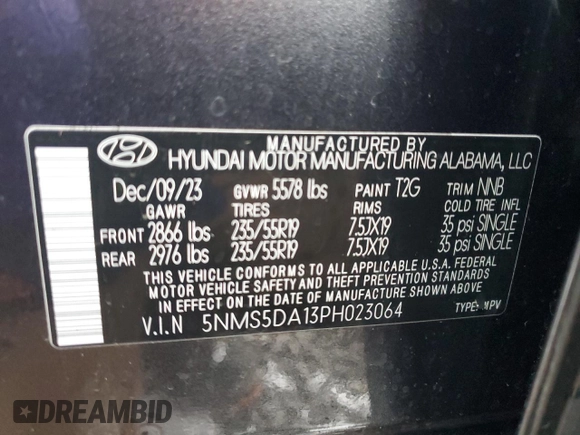 MANUFACTURED BY
HYUNDAI MOTOR MANUFACTURING ALABAMA, LLC
Dec/09/23 GVWR 5578 lbs PAINT T2G TRIM NNB
GAWR TIRES RIMS COLD TIRE INFL
FRONT 2866 lbs 235/55R19 7.5JX19 35 psi SINGLE
REAR 2976 lbs 235/55R19 7.5JX19 35 psi SINGLE
THIS VEHICLE CONFORMS TO ALL APPLICABLE U.S.A. FEDERAL
MOTOR VEHICLE SAFETY AND THEFT PREVENTION STANDARDS
IN EFFECT ON THE DATE OF MANUFACTURE SHOWN ABOVE.
V.I.N 5NMS5DA13PH023064 TYPE: MPV
DREAMBID